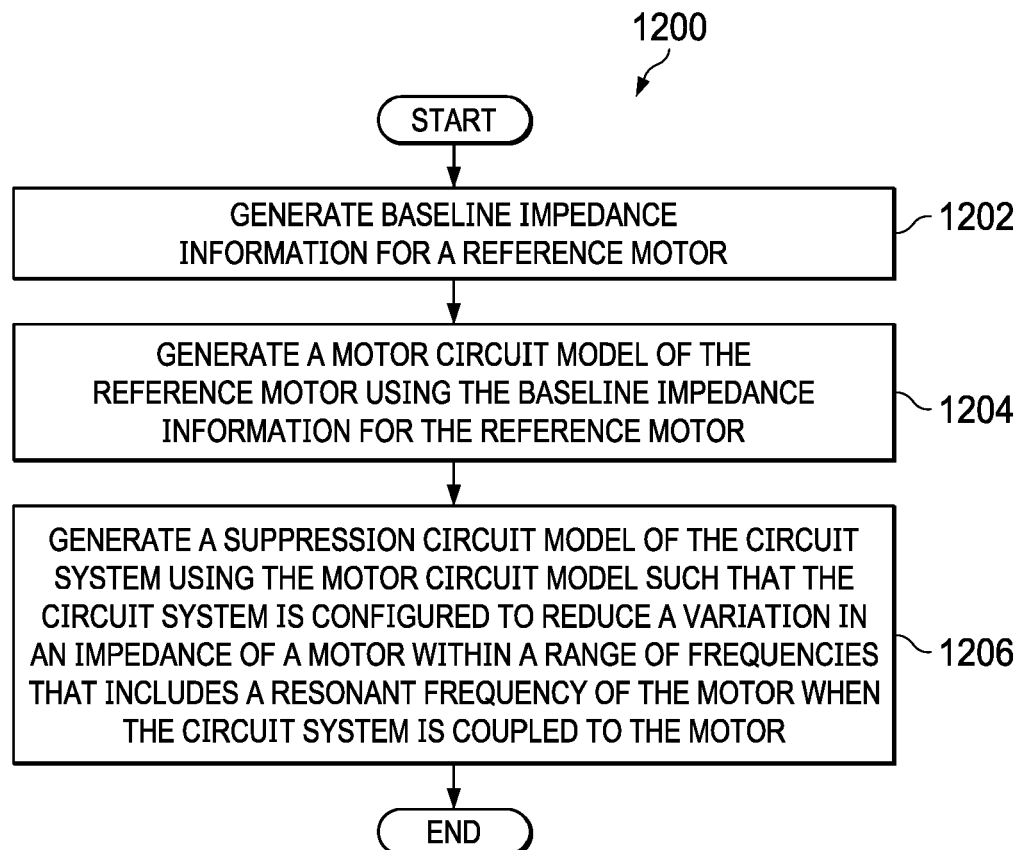 1200
START
GENERATE BASELINE IMPEDANCE
INFORMATION FOR A REFERENCE MOTOR
1202
GENERATE A MOTOR CIRCUIT MODEL OF THE
REFERENCE MOTOR USING THE BASELINE IMPEDANCE
INFORMATION FOR THE REFERENCE MOTOR
1204
GENERATE A SUPPRESSION CIRCUIT MODEL OF THE CIRCUIT
SYSTEM USING THE MOTOR CIRCUIT MODEL SUCH THAT THE
CIRCUIT SYSTEM IS CONFIGURED TO REDUCE A VARIATION IN
AN IMPEDANCE OF A MOTOR WITHIN A RANGE OF FREQUENCIES
THAT INCLUDES A RESONANT FREQUENCY OF THE MOTOR WHEN
THE CIRCUIT SYSTEM IS COUPLED TO THE MOTOR
1206
END